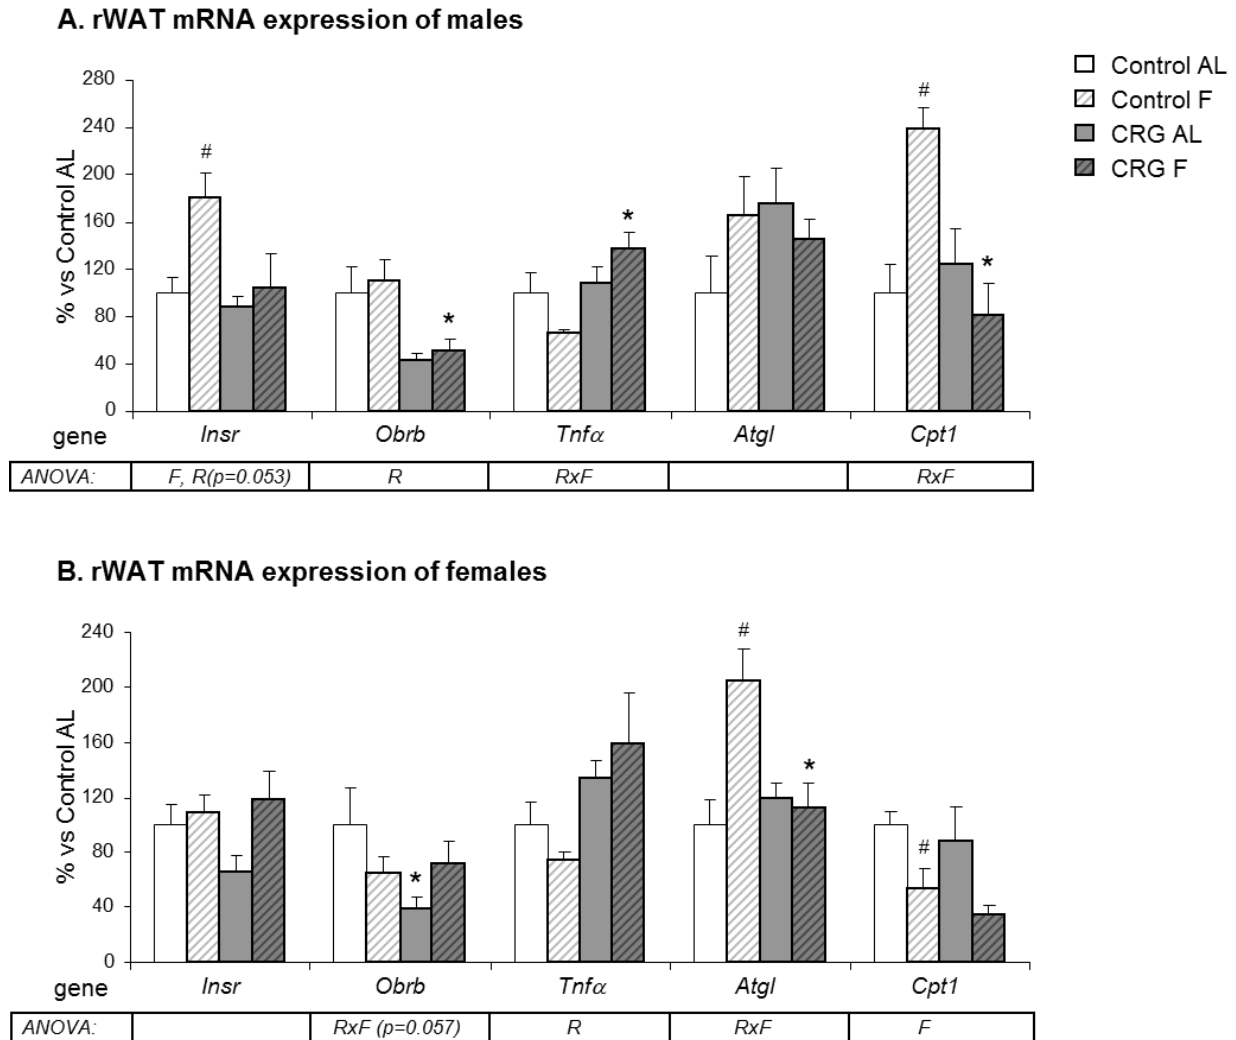 A. rWAT mRNA expression of males
Control AL
Control F
CRG AL
CRG F
% vs Control AL
280
240
200
160
120
80
40
0
#
*
*
#
*
gene Insr Obrb Tnfα Atgl Cpt1
ANOVA: F, R(p=0.053) R RxF RxF
B. rWAT mRNA expression of females
% vs Control AL
240
200
160
120
80
40
0
*
#
*
#
gene Insr Obrb Tnfα Atgl Cpt1
ANOVA: RxF (p=0.057) R RxF F